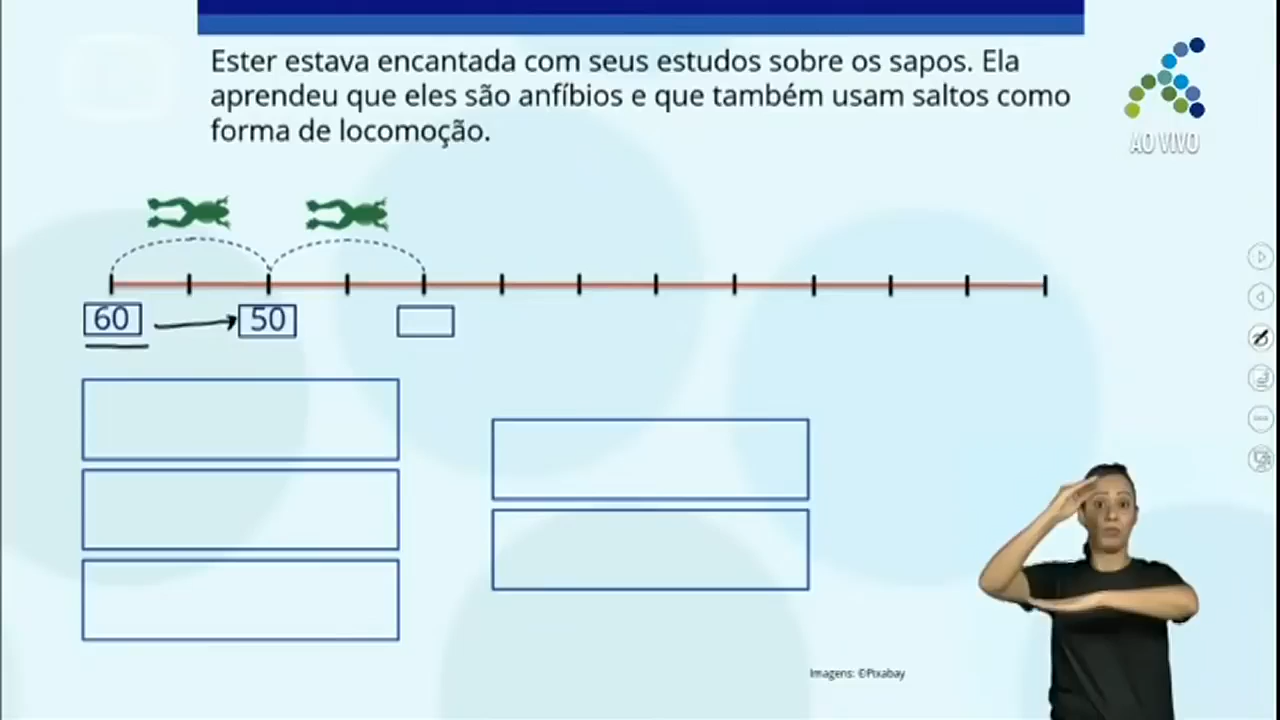 Ester estava encantada com seus estudos sobre os sapos. Ela
aprendeu que eles são anfíbios e que também usam saltos como
forma de locomoção.
AO VIVO
60
50
Imagens: ©Pixabay